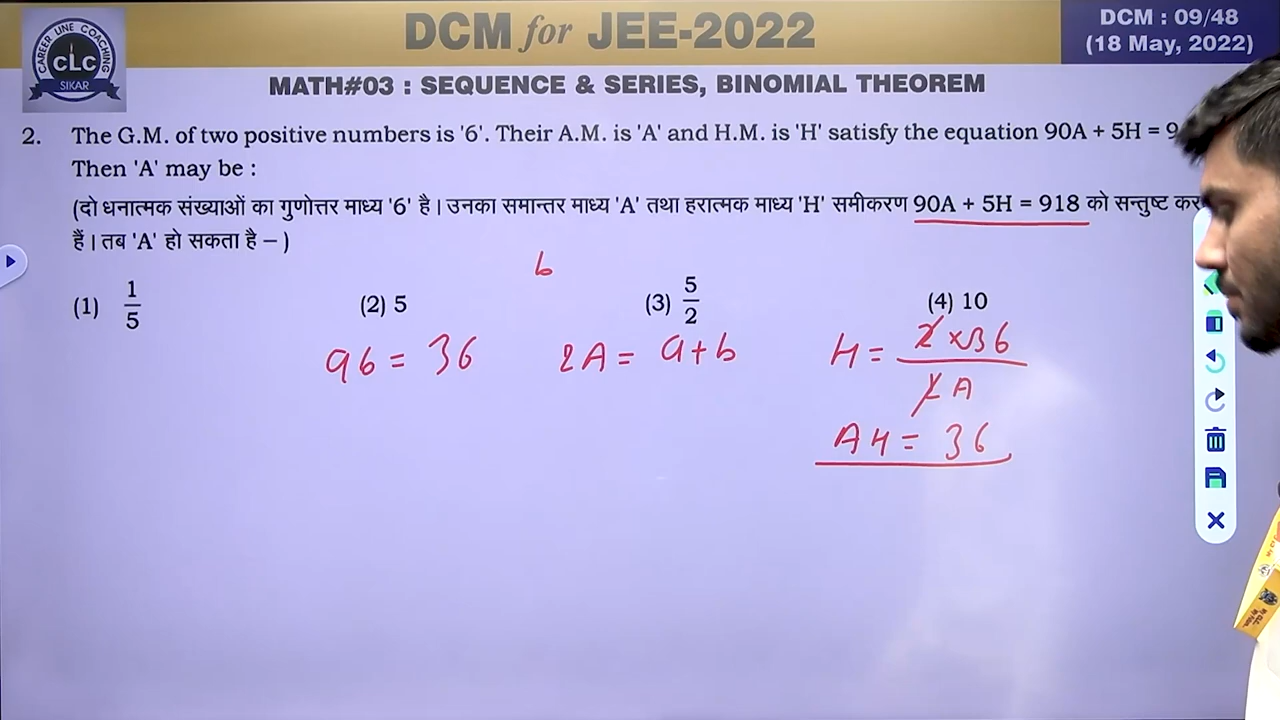 DCM for JEE-2022
DCM : 09/48
(18 May, 2022)
CAREER LINE COACHING
CLC
SIKAR
MATH#03 : SEQUENCE & SERIES, BINOMIAL THEOREM
2. The G.M. of two positive numbers is '6'. Their A.M. is 'A' and H.M. is 'H' satisfy the equation 90A + 5H = 9
Then 'A' may be :
(दो धनात्मक संख्याओं का गुणोत्तर माध्य '6' है। उनका समान्तर माध्य 'A' तथा हरात्मक माध्य 'H' समीकरण 90A + 5H = 918 को सन्तुष्ट कर
हैं। तब 'A' हो सकता है – )
6
(1) 1/5 (2) 5 (3) 5/2 (4) 10
ab = 36 2A = a+b H = 2×36/2A
AH = 36